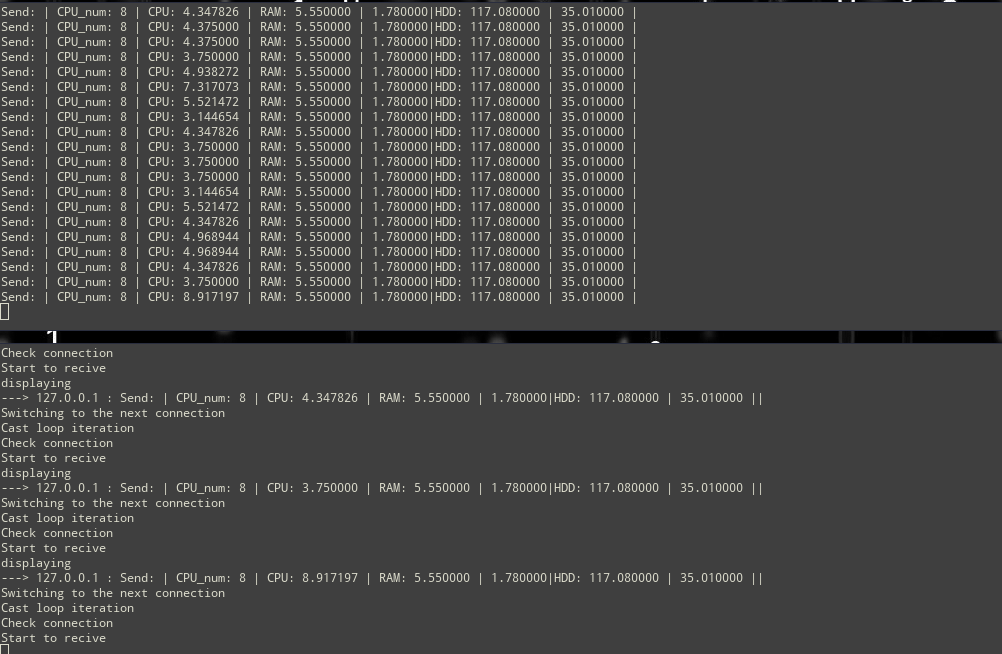 Send: | CPU_num: 8 | CPU: 4.347826 | RAM: 5.550000 | 1.780000|HDD: 117.080000 | 35.010000 |
Send: | CPU_num: 8 | CPU: 4.375000 | RAM: 5.550000 | 1.780000|HDD: 117.080000 | 35.010000 |
Send: | CPU_num: 8 | CPU: 4.375000 | RAM: 5.550000 | 1.780000|HDD: 117.080000 | 35.010000 |
Send: | CPU_num: 8 | CPU: 3.750000 | RAM: 5.550000 | 1.780000|HDD: 117.080000 | 35.010000 |
Send: | CPU_num: 8 | CPU: 4.938272 | RAM: 5.550000 | 1.780000|HDD: 117.080000 | 35.010000 |
Send: | CPU_num: 8 | CPU: 7.317073 | RAM: 5.550000 | 1.780000|HDD: 117.080000 | 35.010000 |
Send: | CPU_num: 8 | CPU: 5.521472 | RAM: 5.550000 | 1.780000|HDD: 117.080000 | 35.010000 |
Send: | CPU_num: 8 | CPU: 3.144654 | RAM: 5.550000 | 1.780000|HDD: 117.080000 | 35.010000 |
Send: | CPU_num: 8 | CPU: 4.347826 | RAM: 5.550000 | 1.780000|HDD: 117.080000 | 35.010000 |
Send: | CPU_num: 8 | CPU: 3.750000 | RAM: 5.550000 | 1.780000|HDD: 117.080000 | 35.010000 |
Send: | CPU_num: 8 | CPU: 3.750000 | RAM: 5.550000 | 1.780000|HDD: 117.080000 | 35.010000 |
Send: | CPU_num: 8 | CPU: 3.750000 | RAM: 5.550000 | 1.780000|HDD: 117.080000 | 35.010000 |
Send: | CPU_num: 8 | CPU: 3.144654 | RAM: 5.550000 | 1.780000|HDD: 117.080000 | 35.010000 |
Send: | CPU_num: 8 | CPU: 5.521472 | RAM: 5.550000 | 1.780000|HDD: 117.080000 | 35.010000 |
Send: | CPU_num: 8 | CPU: 4.347826 | RAM: 5.550000 | 1.780000|HDD: 117.080000 | 35.010000 |
Send: | CPU_num: 8 | CPU: 4.968944 | RAM: 5.550000 | 1.780000|HDD: 117.080000 | 35.010000 |
Send: | CPU_num: 8 | CPU: 4.968944 | RAM: 5.550000 | 1.780000|HDD: 117.080000 | 35.010000 |
Send: | CPU_num: 8 | CPU: 4.347826 | RAM: 5.550000 | 1.780000|HDD: 117.080000 | 35.010000 |
Send: | CPU_num: 8 | CPU: 3.750000 | RAM: 5.550000 | 1.780000|HDD: 117.080000 | 35.010000 |
Send: | CPU_num: 8 | CPU: 8.917197 | RAM: 5.550000 | 1.780000|HDD: 117.080000 | 35.010000 |
Check connection
Start to recive
displaying
---> 127.0.0.1 : Send: | CPU_num: 8 | CPU: 4.347826 | RAM: 5.550000 | 1.780000|HDD: 117.080000 | 35.010000 ||
Switching to the next connection
Cast loop iteration
Check connection
Start to recive
displaying
---> 127.0.0.1 : Send: | CPU_num: 8 | CPU: 3.750000 | RAM: 5.550000 | 1.780000|HDD: 117.080000 | 35.010000 ||
Switching to the next connection
Cast loop iteration
Check connection
Start to recive
displaying
---> 127.0.0.1 : Send: | CPU_num: 8 | CPU: 8.917197 | RAM: 5.550000 | 1.780000|HDD: 117.080000 | 35.010000 ||
Switching to the next connection
Cast loop iteration
Check connection
Start to recive